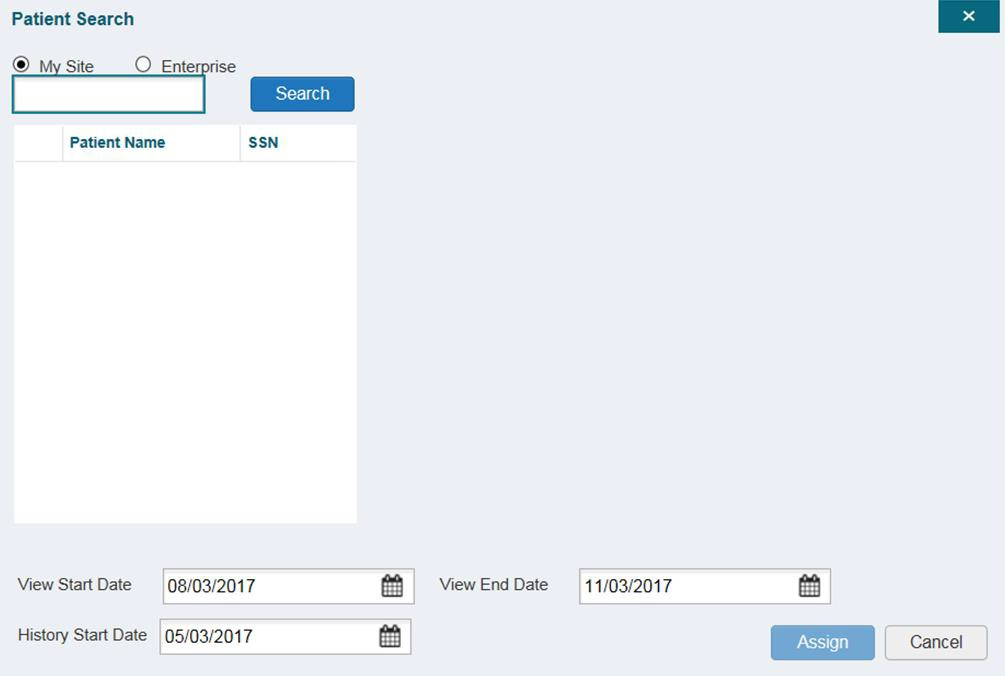 Patient Search
My Site Enterprise
Search
Patient Name SSN
View Start Date 08/03/2017 View End Date 11/03/2017
History Start Date 05/03/2017
Assign Cancel